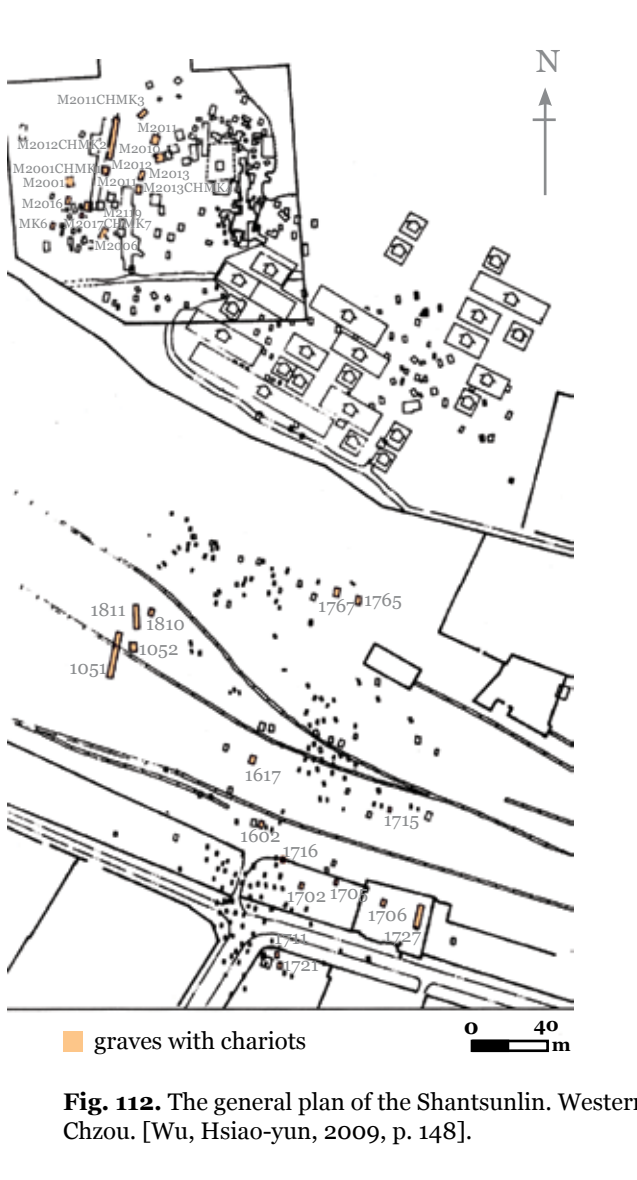 N
M2011CHMK3
M2011
M2012CHMK2
M2010
M2012
M2001CHMK1
M2013
M2001
M2011
M2013CHMK4
M2016
M2119
MK6
M2017CHMK7
M2006
1767
1765
1811
1810
1052
1051
1617
1715
1602
1716
1702
1705
1706
1727
1711
1721
graves with chariots
0 40
m
Fig. 112. The general plan of the Shantsunlin. Western
Chzou. [Wu, Hsiao-yun, 2009, p. 148].